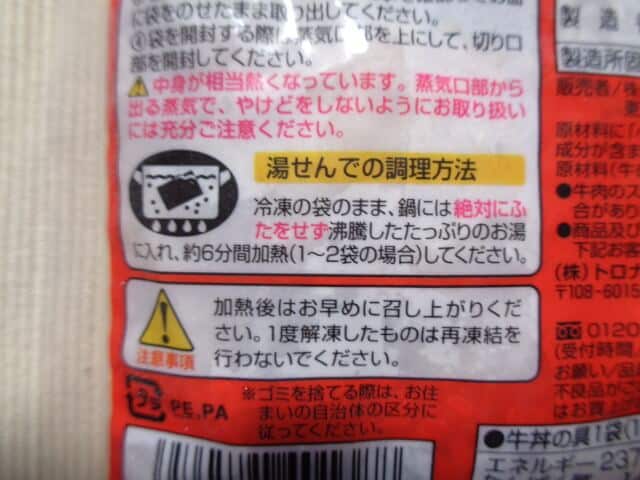 に袋をのせたまま取り出してください。
④袋を開封する際は蒸気口部を上にして、切り口
部を開封してください。
中身が相当熱くなっています。蒸気口部から
出る蒸気で、やけどをしないようにお取り扱い
には充分ご注意ください。
湯せんでの調理方法
冷凍の袋のまま、鍋には絶対にふ
たをせず沸騰したたっぷりのお湯
に入れ、約6分間加熱(1〜2袋の場合)してください。
加熱後はお早めに召し上がりくだ
さい。1度解凍したものは再凍結を
行わないでください。
注意事項
プラ
PE,PA
※ゴミを捨てる際は、お住
まいの自治体の区分に
従ってください。
製造
製造所固
販売者/
原材料に
成分が含ま
原材料(牛
●牛肉のス
合があり
●商品及び
下記お客
(株)トロナ
〒108-6015
0120
(受付時間
お願い/品
不良品がご
はお買上
●牛丼の具1袋(1
エネルギー237